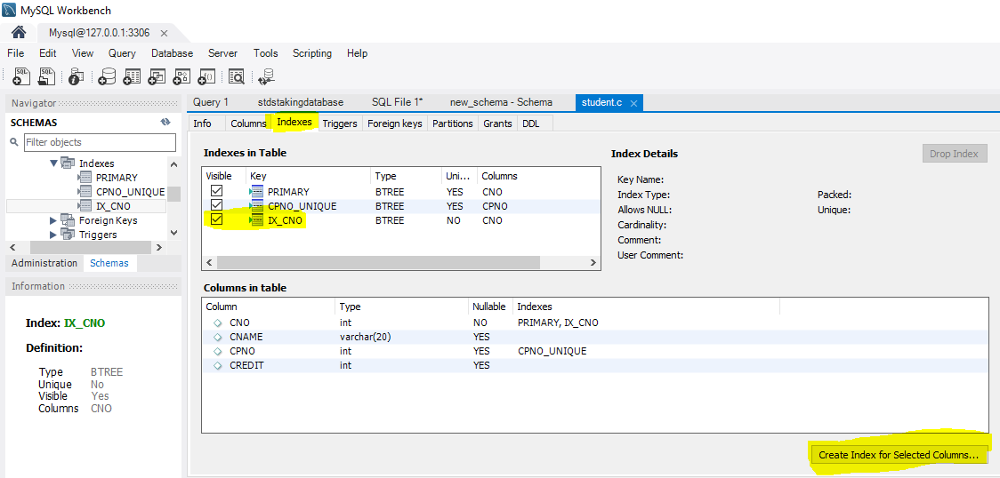 MySQL Workbench
Mysql@127.0.0.1:3306
File Edit View Query Database Server Tools Scripting Help
SQL SQL
Navigator
SCHEMAS
Filter objects
Indexes
PRIMARY
CPNO_UNIQUE
IX_CNO
Foreign Keys
Triggers
Administration Schemas
Information
Index: IX_CNO
Definition:
Type BTREE
Unique No
Visible Yes
Columns CNO
Query 1 stdstakingdatabase SQL File 1* new_schema - Schema student.c
Info Columns Indexes Triggers Foreign keys Partitions Grants DDL
Indexes in Table
Visible Key Type Uni... Columns
PRIMARY BTREE YES CNO
CPNO_UNIQUE BTREE YES CPNO
IX_CNO BTREE NO CNO
Index Details
Drop Index
Key Name:
Index Type: Packed:
Allows NULL: Unique:
Cardinality:
Comment:
User Comment:
Columns in table
Column Type Nullable Indexes
CNO int NO PRIMARY, IX_CNO
CNAME varchar(20) YES
CPNO int YES CPNO_UNIQUE
CREDIT int YES
Create Index for Selected Columns...